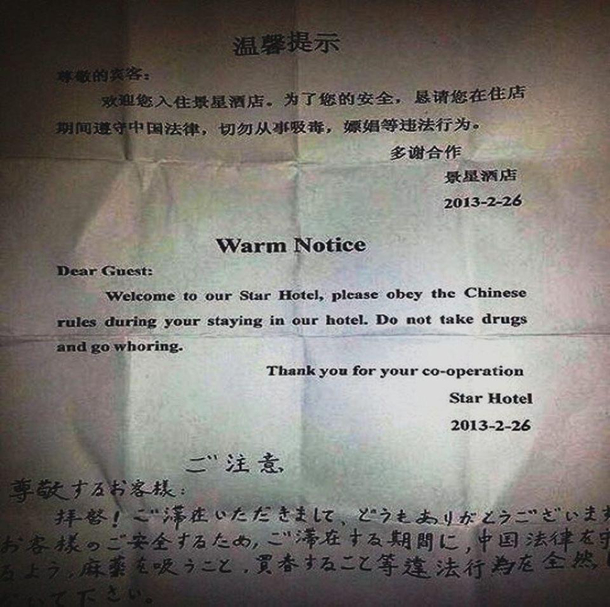 温馨提示
尊敬的宾客：
欢迎您入住景星酒店。为了您的安全，恳请您在住店
期间遵守中国法律，切勿从事吸毒，嫖娼等违法行为。
多谢合作
景星酒店
2013-2-26
Warm Notice
Dear Guest:
Welcome to our Star Hotel, please obey the Chinese
rules during your staying in our hotel. Do not take drugs
and go whoring.
Thank you for your co-operation
Star Hotel
2013-2-26
ご注意
尊敬するお客様：
拝啓！ご滞在いただきまして、どうもありがとうございます
お客様のご安全するため，ご滞在する期間に，中国法律を守
るよう，麻薬を吸うこと，買春すること等違法行為を全然
いて下さい。